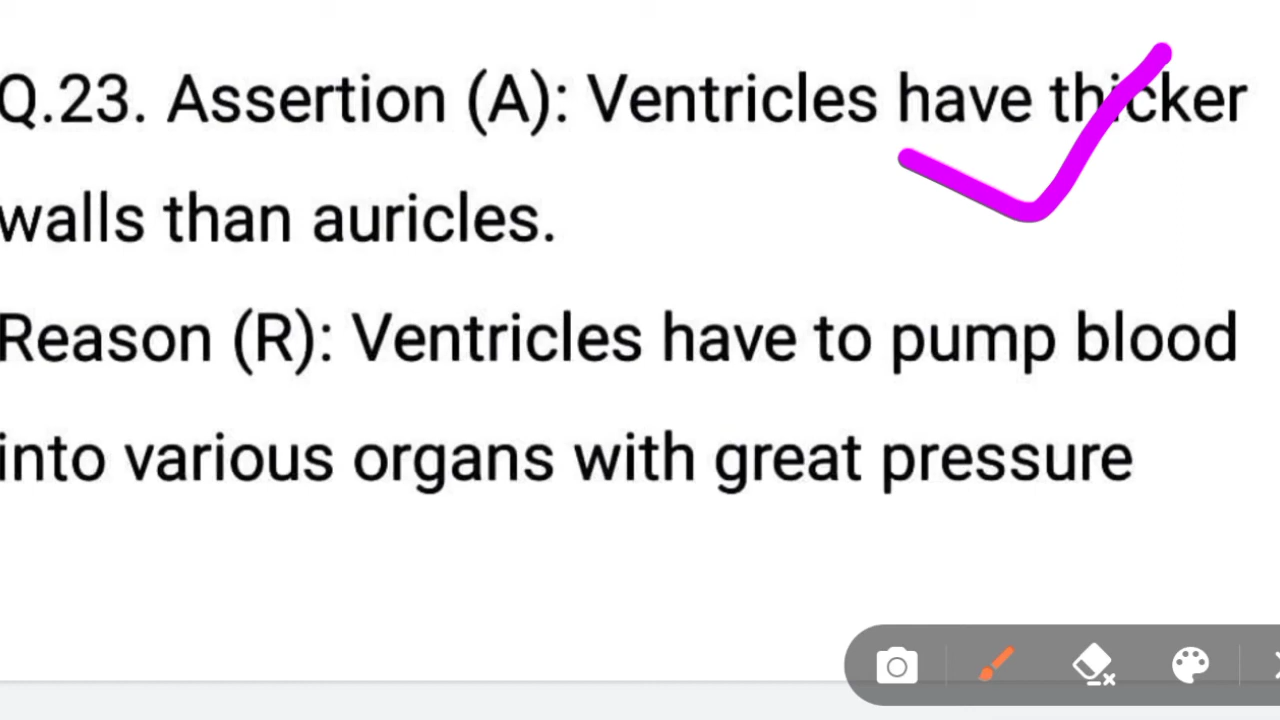 Q.23. Assertion (A): Ventricles have thicker
walls than auricles.
Reason (R): Ventricles have to pump blood
into various organs with great pressure